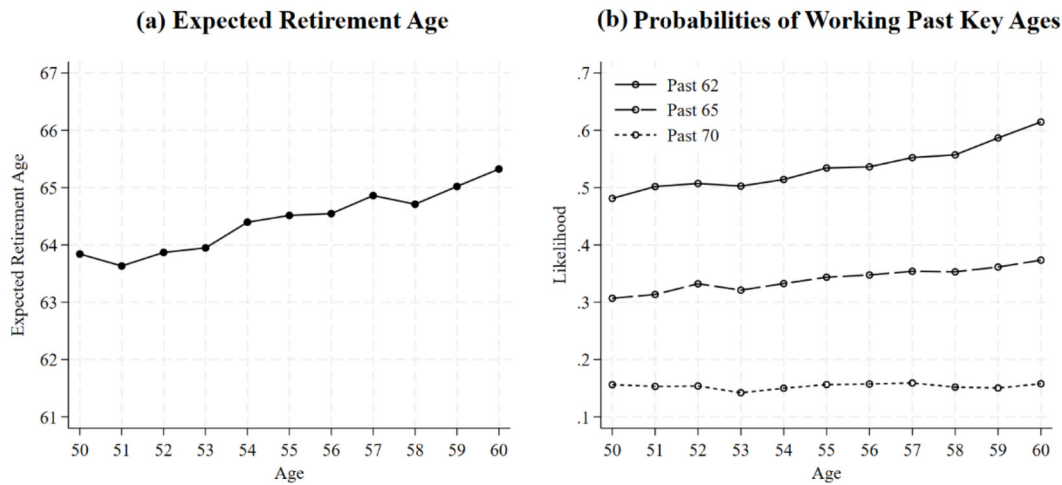 (a) Expected Retirement Age
Expected Retirement Age
67
66
65
64
63
62
61
50 51 52 53 54 55 56 57 58 59 60
Age
(b) Probabilities of Working Past Key Ages
Likelihood
.7
.6
.5
.4
.3
.2
.1
Past 62
Past 65
Past 70
50 51 52 53 54 55 56 57 58 59 60
Age